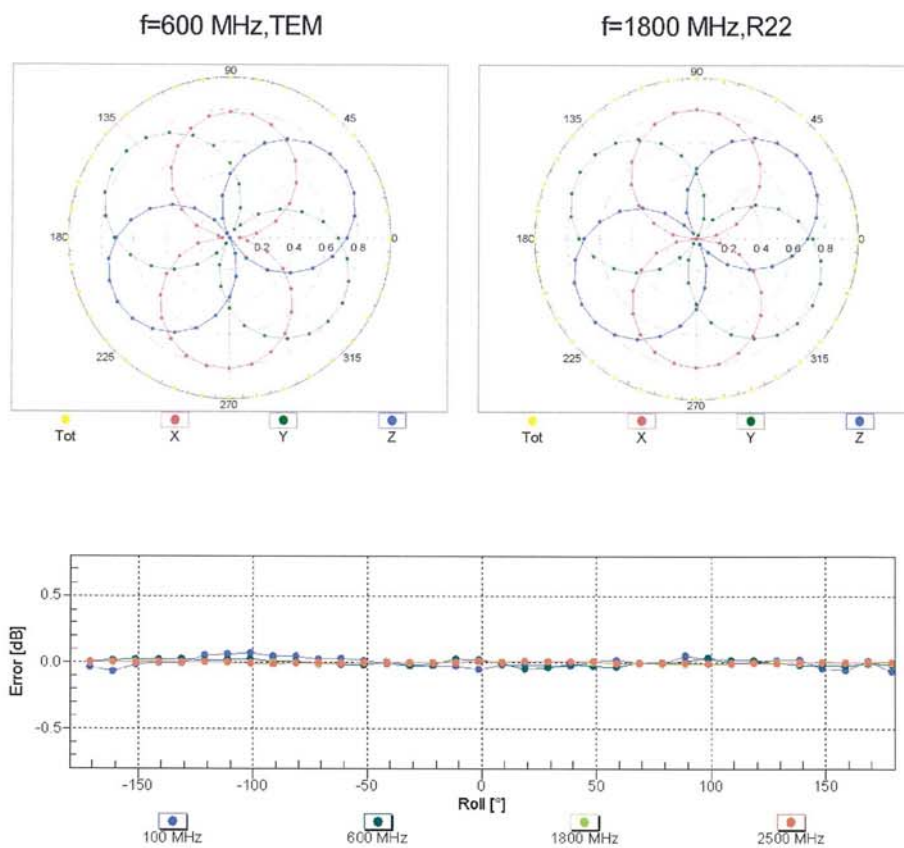 f=600 MHz,TEM
f=1800 MHz,R22
90
135
45
180
0.2 0.4 0.6 0.8
0
225
315
270
Tot X Y Z
90
135
45
180
0.2 0.4 0.6 0.8
0
225
315
270
Tot X Y Z
Error [dB]
0.5
0.0
-0.5
-150 -100 -50 0 50 100 150
Roll [°]
100 MHz 600 MHz 1800 MHz 2500 MHz